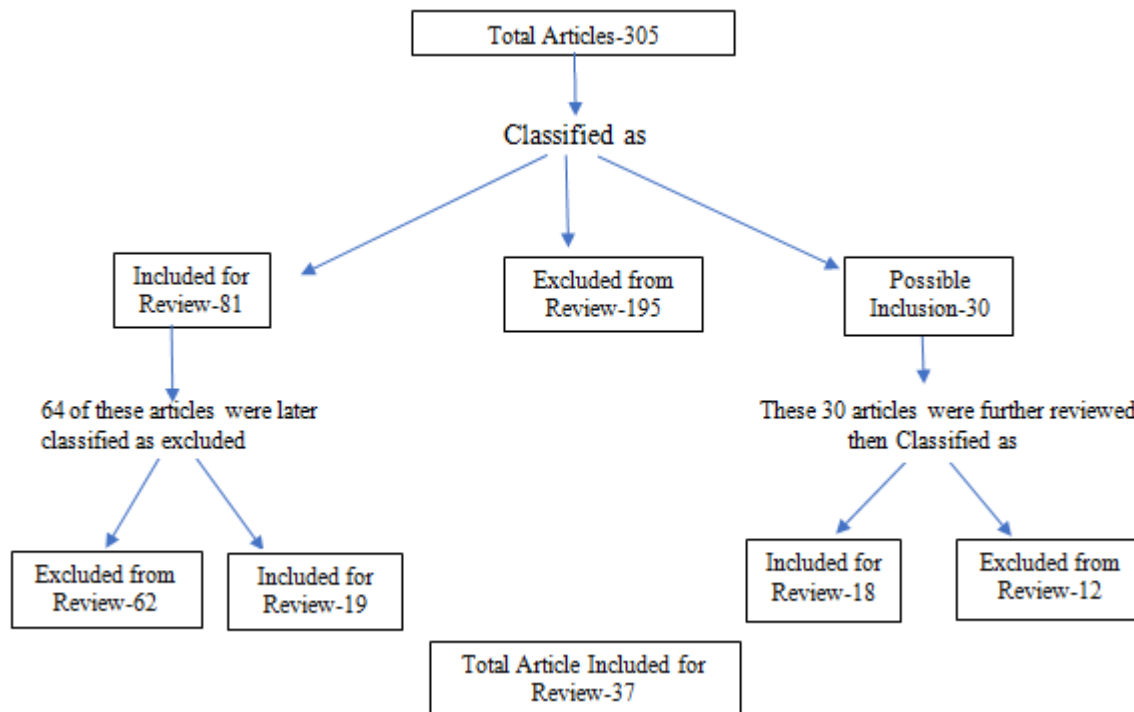 Total Articles-305
Classified as
Included for
Review-81
Excluded from
Review-195
Possible
Inclusion-30
64 of these articles were later
classified as excluded
These 30 articles were further reviewed
then Classified as
Excluded from
Review-62
Included for
Review-19
Included for
Review-18
Excluded from
Review-12
Total Article Included for
Review-37